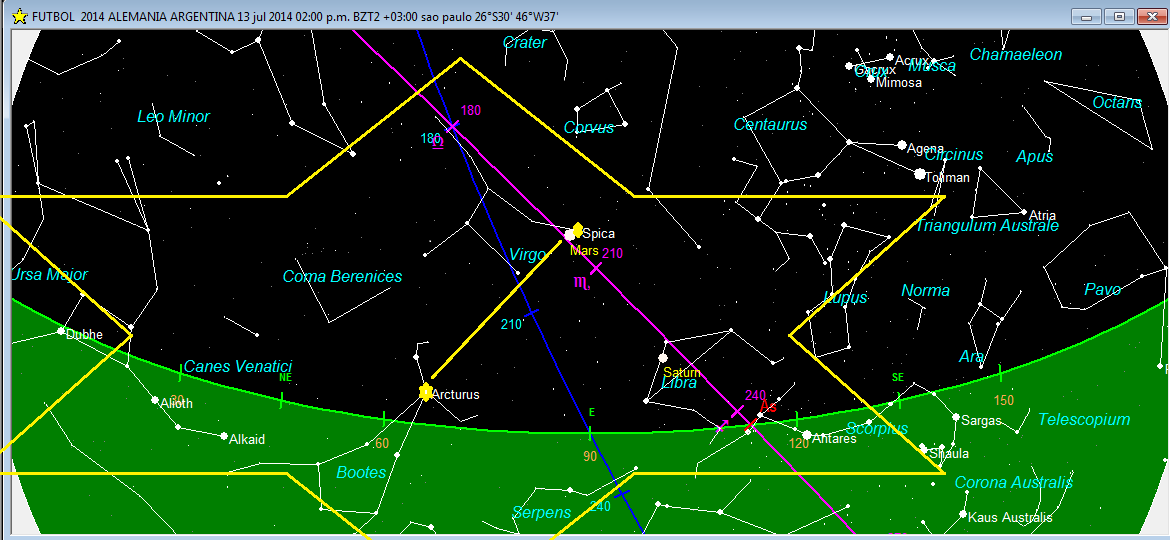 FUTBOL 2014 ALEMANIA ARGENTINA 13 jul 2014 02:00 p.m. BZT2 +03:00 sao paulo 26°S30' 46°W37'
Crater
Chamaeleon
Acrux
Gacrux
Musca
Mimosa
Octans
Leo Minor
180
Corvus
Centaurus
180
Agena
Circinus
Apus
Toliman
Atria
Triangulum Australe
Spica
Mars
Virgo
210
Ursa Major
Coma Berenices
Lupus
Norma
Pavo
210
Dubhe
Canes Venatici
Saturn
Libra
Ara
NE
SE
30
Alioth
Arcturus
240
As
150
E
Sargas
Telescopium
Alkaid
60
90
120
Antares
Scorpius
Shaula
Bootes
Corona Australis
240
Serpens
Kaus Australis